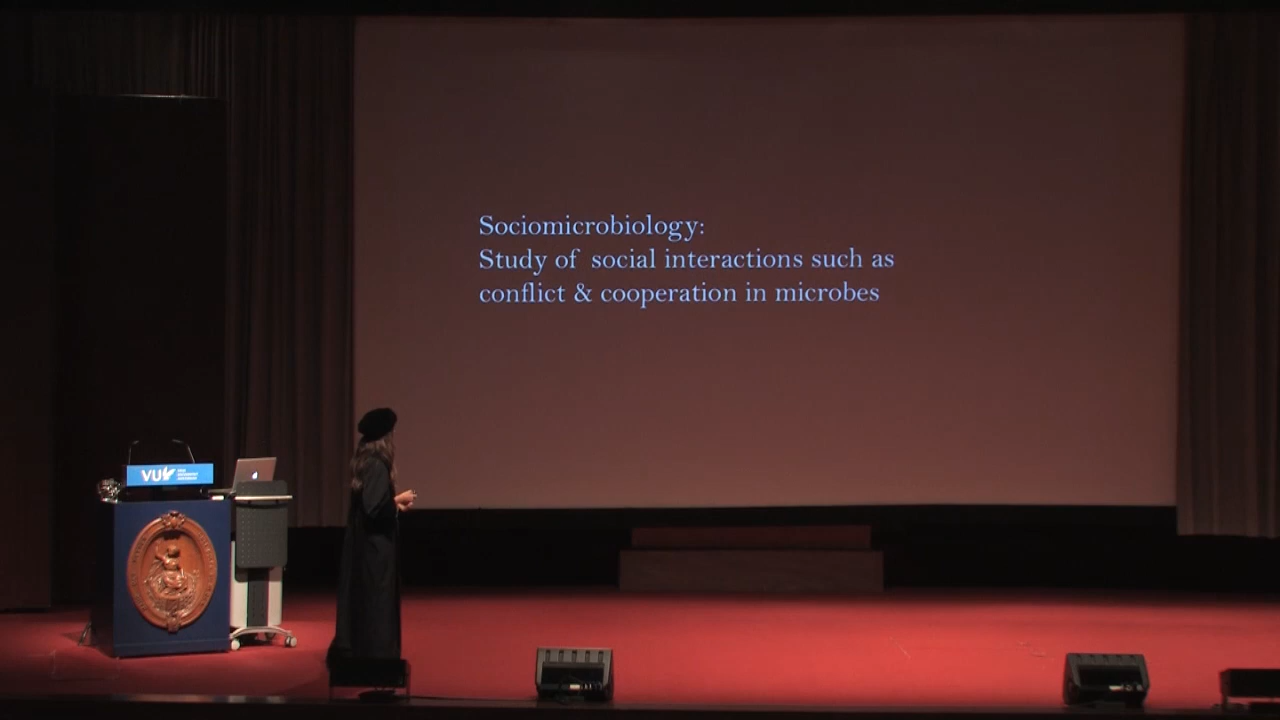 Sociomicrobiology:
Study of social interactions such as
conflict & cooperation in microbes
VU